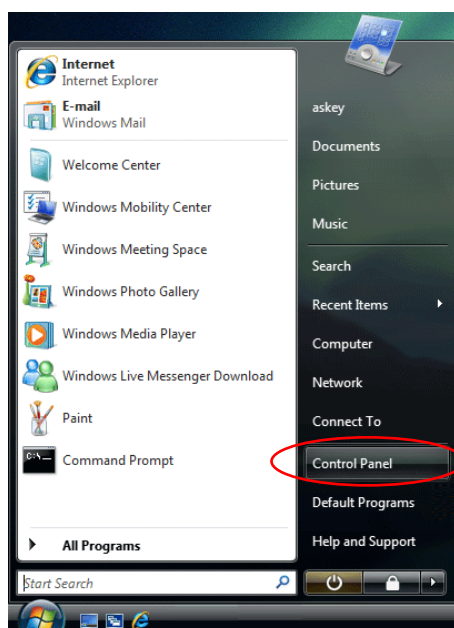 Internet
Internet Explorer
E-mail
Windows Mail
Welcome Center
Windows Mobility Center
Windows Meeting Space
Windows Photo Gallery
Windows Media Player
Windows Live Messenger Download
Paint
C:\_
Command Prompt
All Programs
Start Search
askey
Documents
Pictures
Music
Search
Recent Items
Computer
Network
Connect To
Control Panel
Default Programs
Help and Support